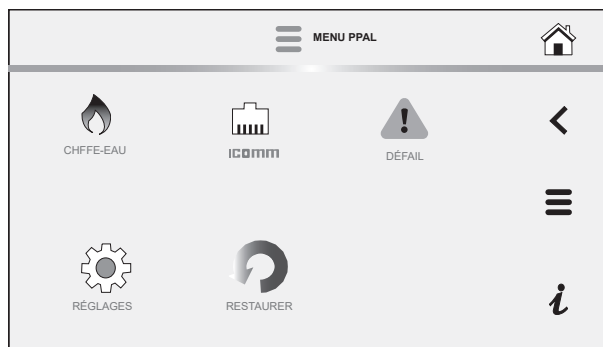 MENU PPAL
CHFFE-EAU
ICOMM
DÉFAIL
RÉGLAGES
RESTAURER
i